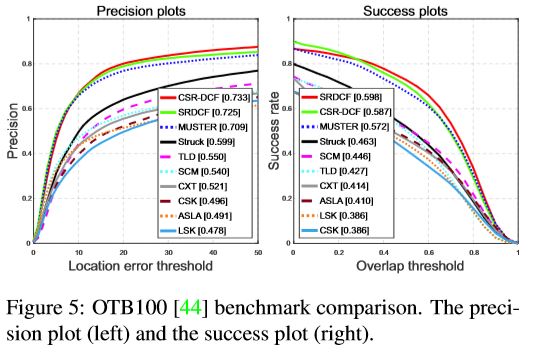 Precision plots
Precision
1
0.8
0.6
0.4
0.2
0
0 10 20 30 40 50
Location error threshold
CSR-DCF [0.733]
SRDCF [0.725]
MUSTER [0.709]
Struck [0.599]
TLD [0.550]
SCM [0.540]
CXT [0.521]
CSK [0.496]
ASLA [0.491]
LSK [0.478]
Success plots
Success rate
1
0.8
0.6
0.4
0.2
0
0 0.2 0.4 0.6 0.8 1
Overlap threshold
SRDCF [0.598]
CSR-DCF [0.587]
MUSTER [0.572]
Struck [0.463]
SCM [0.446]
TLD [0.427]
CXT [0.414]
ASLA [0.410]
LSK [0.386]
CSK [0.386]
Figure 5: OTB100 [44] benchmark comparison. The preci-
sion plot (left) and the success plot (right).